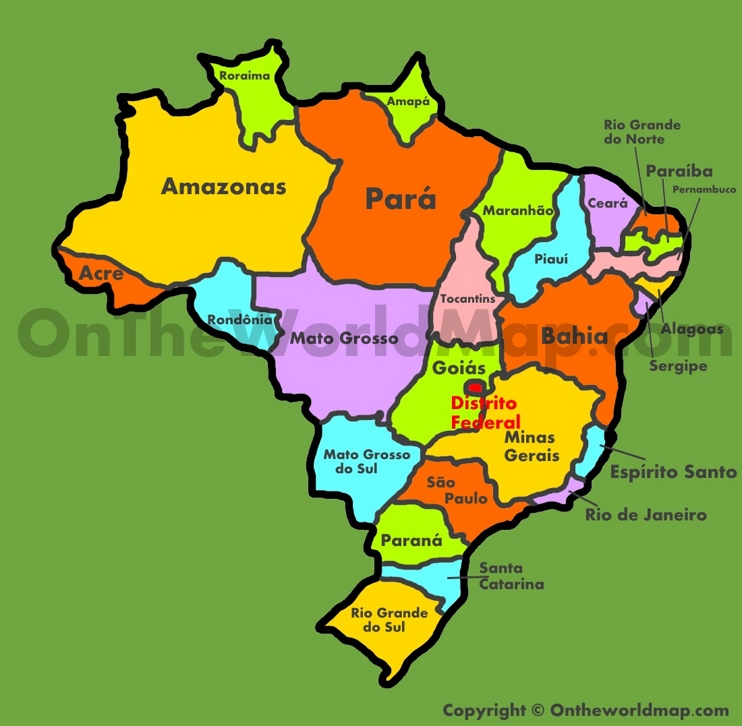 Roraima
Amapá
Rio Grande
do Norte
Paraíba
Pernambuco
Amazonas
Pará
Maranhão
Ceará
Piauí
Acre
Tocantins
Rondônia
OnTheWorldMap.com
Mato Grosso
Bahia
Alagoas
Sergipe
Goiás
Distrito
Federal
Minas
Gerais
Mato Grosso
do Sul
Espírito Santo
São
Paulo
Rio de Janeiro
Paraná
Santa
Catarina
Rio Grande
do Sul
Copyright © Ontheworldmap.com